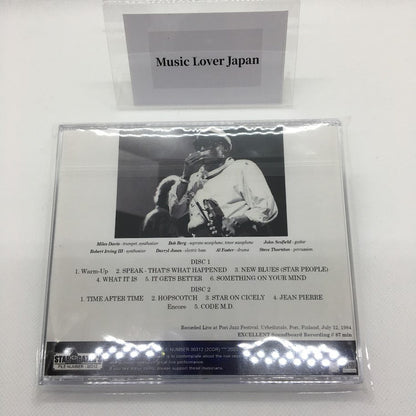 Music Lover Japan
Miles Davis - trumpet, synthesizer Bob Berg - soprano saxophone, tenor saxophone John Scofield - guitar
Robert Irving III - synthesizer Darryl Jones - electric bass Al Foster - drums Steve Thornton - percussion
DISC 1
1. Warm-Up 2. SPEAK - THAT'S WHAT HAPPENED 3. NEW BLUES (STAR PEOPLE)
4. WHAT IT IS 5. IT GETS BETTER 6. SOMETHING ON YOUR MIND
DISC 2
1. TIME AFTER TIME 2. HOPSCOTCH 3. STAR ON CICELY 4. JEAN PIERRE
Encore 5. CODE M.D.
Recorded Live at Pori Jazz Festival, Urheilutalo, Pori, Finland, July 12, 1984
EXCELLENT Soundboard Recording / 87 min